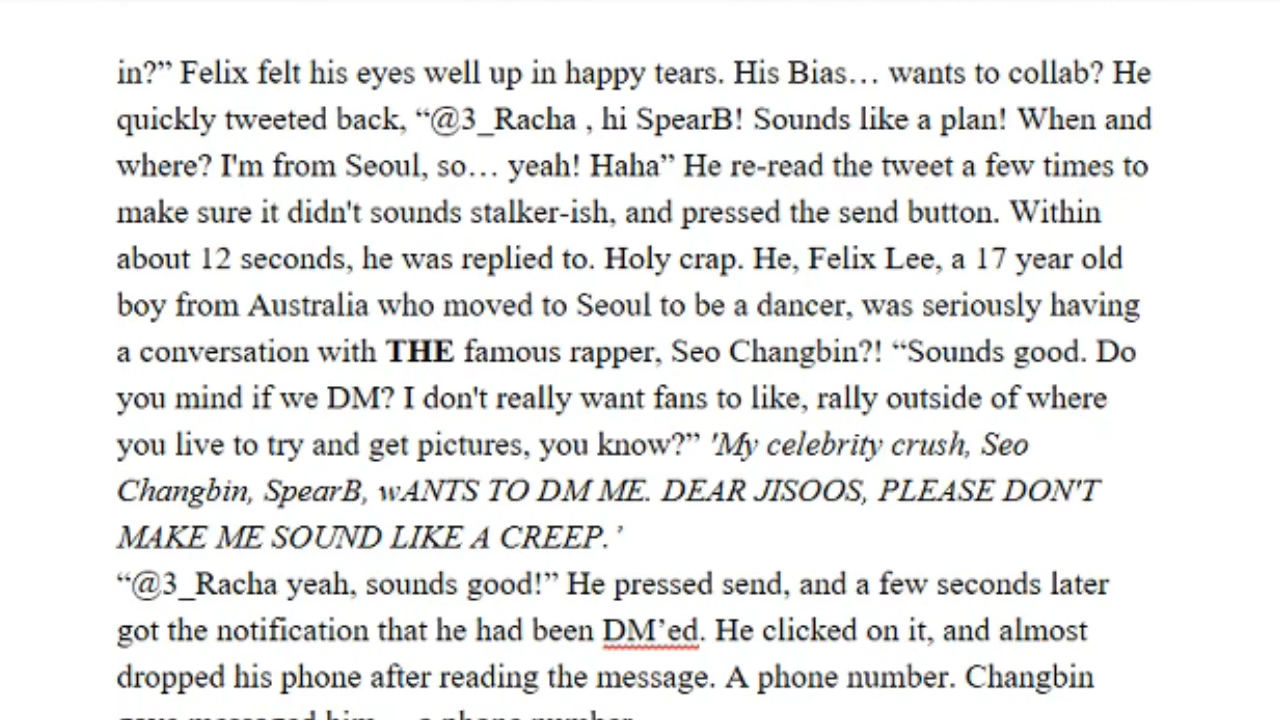 in?” Felix felt his eyes well up in happy tears. His Bias… wants to collab? He
quickly tweeted back, “@3_Racha , hi SpearB! Sounds like a plan! When and
where? I'm from Seoul, so… yeah! Haha” He re-read the tweet a few times to
make sure it didn't sounds stalker-ish, and pressed the send button. Within
about 12 seconds, he was replied to. Holy crap. He, Felix Lee, a 17 year old
boy from Australia who moved to Seoul to be a dancer, was seriously having
a conversation with THE famous rapper, Seo Changbin?! “Sounds good. Do
you mind if we DM? I don't really want fans to like, rally outside of where
you live to try and get pictures, you know?” 'My celebrity crush, Seo
Changbin, SpearB, wANTS TO DM ME. DEAR JISOOS, PLEASE DON'T
MAKE ME SOUND LIKE A CREEP.’
“@3_Racha yeah, sounds good!” He pressed send, and a few seconds later
got the notification that he had been DM’ed. He clicked on it, and almost
dropped his phone after reading the message. A phone number. Changbin
gave messaged him… a phone number.